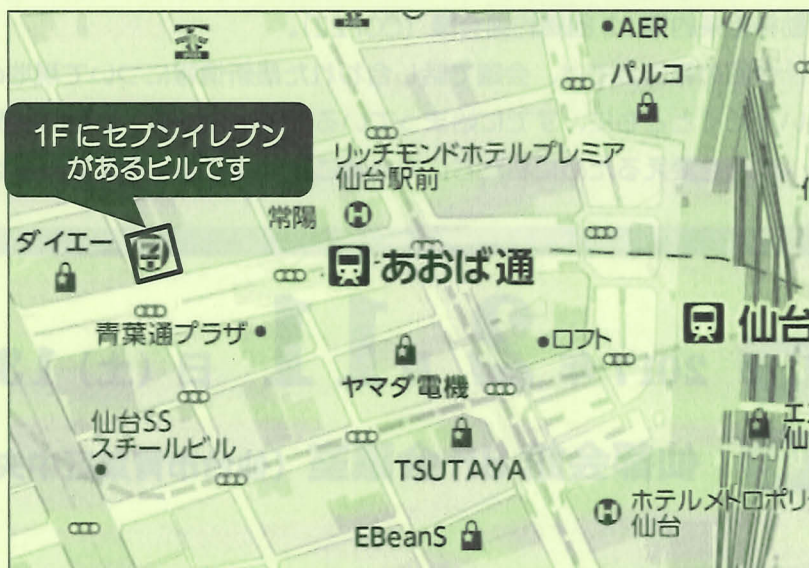 AER
パルコ
1F にセブンイレブン
があるビルです
リッチモンドホテルプレミア
仙台駅前
常陽
ダイエー
あおば通
仙台
青葉通プラザ
ロフト
ヤマダ電機
仙台SS
スチールビル
TSUTAYA
ホテルメトロポリ
仙台
EBeanS